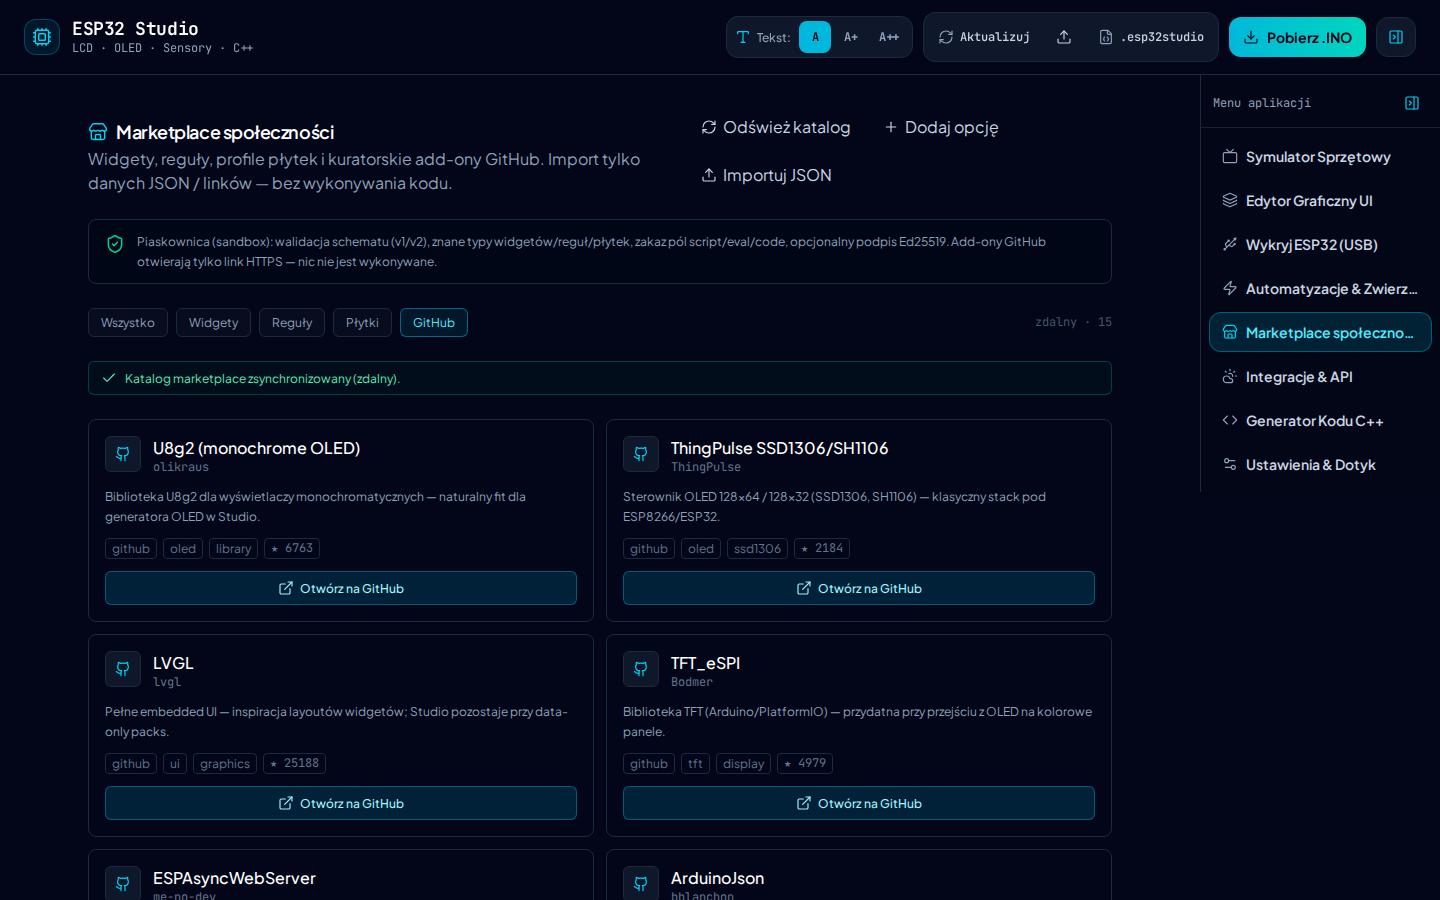 ESP32 Studio
LCD · OLED · Sensory · C++
Tekst: A A+ A++
Aktualizuj
.esp32studio
Pobierz .INO
Menu aplikacji
Symulator Sprzętowy
Edytor Graficzny UI
Wykryj ESP32 (USB)
Automatyzacje & Zwierz…
Marketplace społeczno…
Integracje & API
Generator Kodu C++
Ustawienia & Dotyk
Marketplace społeczności
Widgety, reguły, profile płytek i kuratorskie add-ony GitHub. Import tylko
danych JSON / linków — bez wykonywania kodu.
Odśwież katalog
Dodaj opcję
Importuj JSON
Piaskownica (sandbox): walidacja schematu (v1/v2), znane typy widgetów/reguł/płytek, zakaz pól script/eval/code, opcjonalny podpis Ed25519. Add-ony GitHub
otwierają tylko link HTTPS — nic nie jest wykonywane.
Wszystko Widgety Reguły Płytki GitHub
zdalny · 15
Katalog marketplace zsynchronizowany (zdalny).
U8g2 (monochrome OLED)
olikraus
Biblioteka U8g2 dla wyświetlaczy monochromatycznych — naturalny fit dla
generatora OLED w Studio.
github oled library ★ 6763
Otwórz na GitHub
ThingPulse SSD1306/SH1106
ThingPulse
Sterownik OLED 128×64 / 128×32 (SSD1306, SH1106) — klasyczny stack pod
ESP8266/ESP32.
github oled ssd1306 ★ 2184
Otwórz na GitHub
LVGL
lvgl
Pełne embedded UI — inspiracja layoutów widgetów; Studio pozostaje przy data-
only packs.
github ui graphics ★ 25188
Otwórz na GitHub
TFT_eSPI
Bodmer
Biblioteka TFT (Arduino/PlatformIO) — przydatna przy przejściu z OLED na kolorowe
panele.
github tft display ★ 4979
Otwórz na GitHub
ESPAsyncWebServer
me-no-dev
ArduinoJson
bblanchon